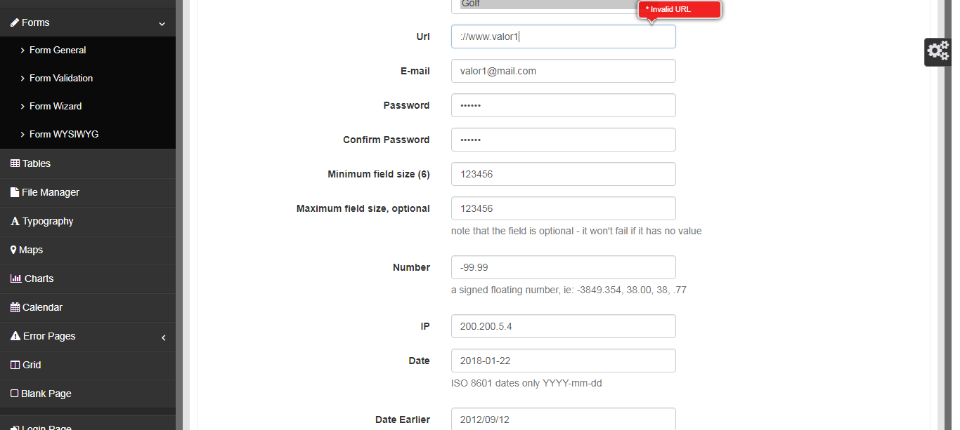 Forms
Form General
Form Validation
Form Wizard
Form WYSIWYG
Tables
File Manager
Typography
Maps
Charts
Calendar
Error Pages
Grid
Blank Page
Login Page
Golf
* Invalid URL
Url
://www.valor1
E-mail
valor1@mail.com
Password
••••••
Confirm Password
••••••
Minimum field size (6)
123456
Maximum field size, optional
123456
note that the field is optional - it won't fail if it has no value
Number
-99.99
a signed floating number, ie: -3849.354, 38.00, 38, .77
IP
200.200.5.4
Date
2018-01-22
ISO 8601 dates only YYYY-mm-dd
Date Earlier
2012/09/12